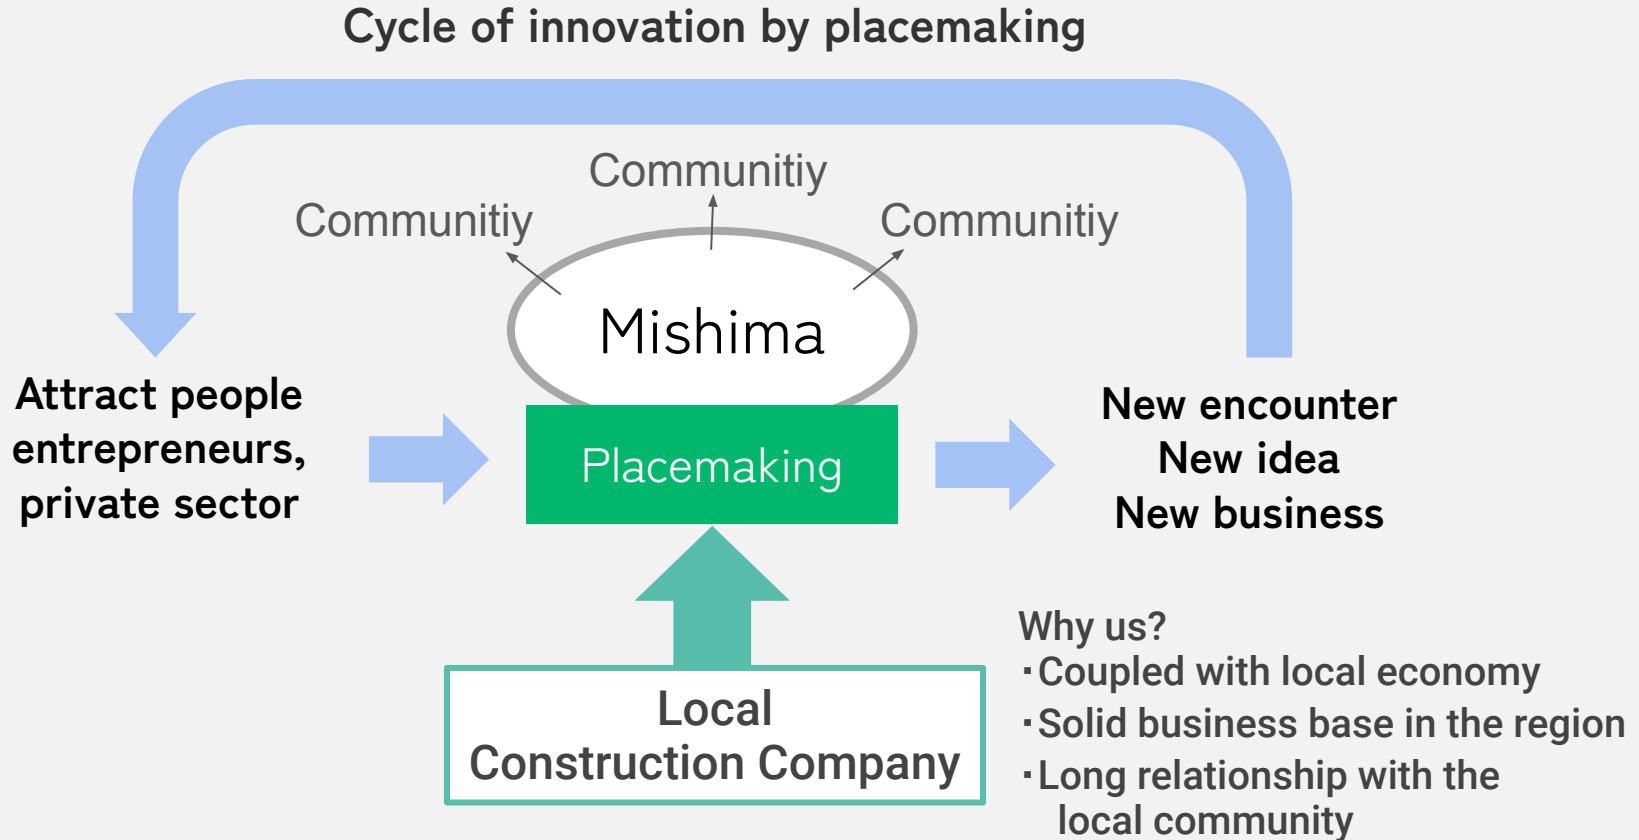 Cycle of innovation by placemaking
Communitiy
Communitiy
Communitiy
Mishima
Attract people
entrepreneurs,
private sector
Placemaking
New encounter
New idea
New business
Local
Construction Company
Why us?
・Coupled with local economy
・Solid business base in the region
・Long relationship with the
local community